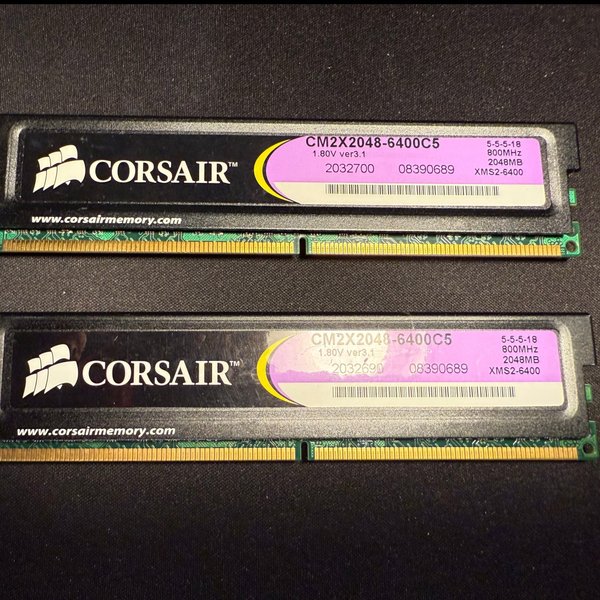 CM2X2048-6400C5
1.80V ver3.1
2032700 08390689
5-5-5-18
800MHz
2048MB
XMS2-6400
CORSAIR™
www.corsairmemory.com
CM2X2048-6400C5
1.80V ver3.1
2032690 08390689
5-5-5-18
800MHz
2048MB
XMS2-6400
CORSAIR™
www.corsairmemory.com